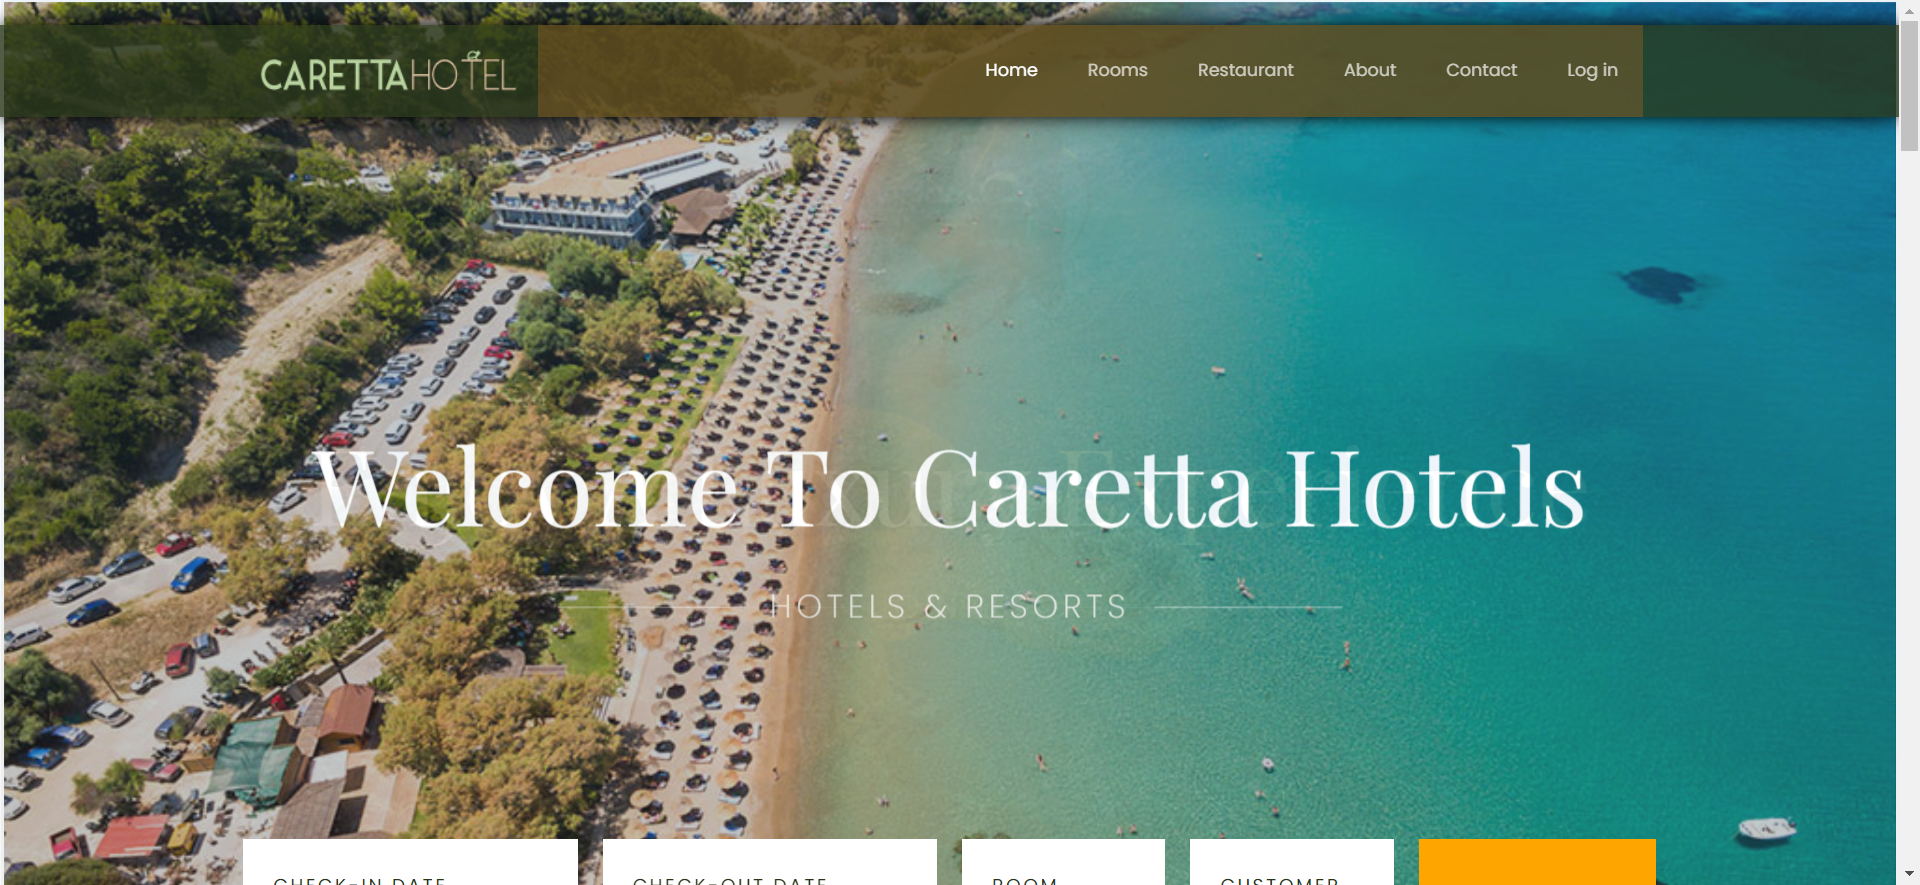 CARETTAHOTEL
Home Rooms Restaurant About Contact Log in
Welcome To Caretta Hotels
HOTELS & RESORTS
CHECK-IN DATE CHECK-OUT DATE ROOM CUSTOMER